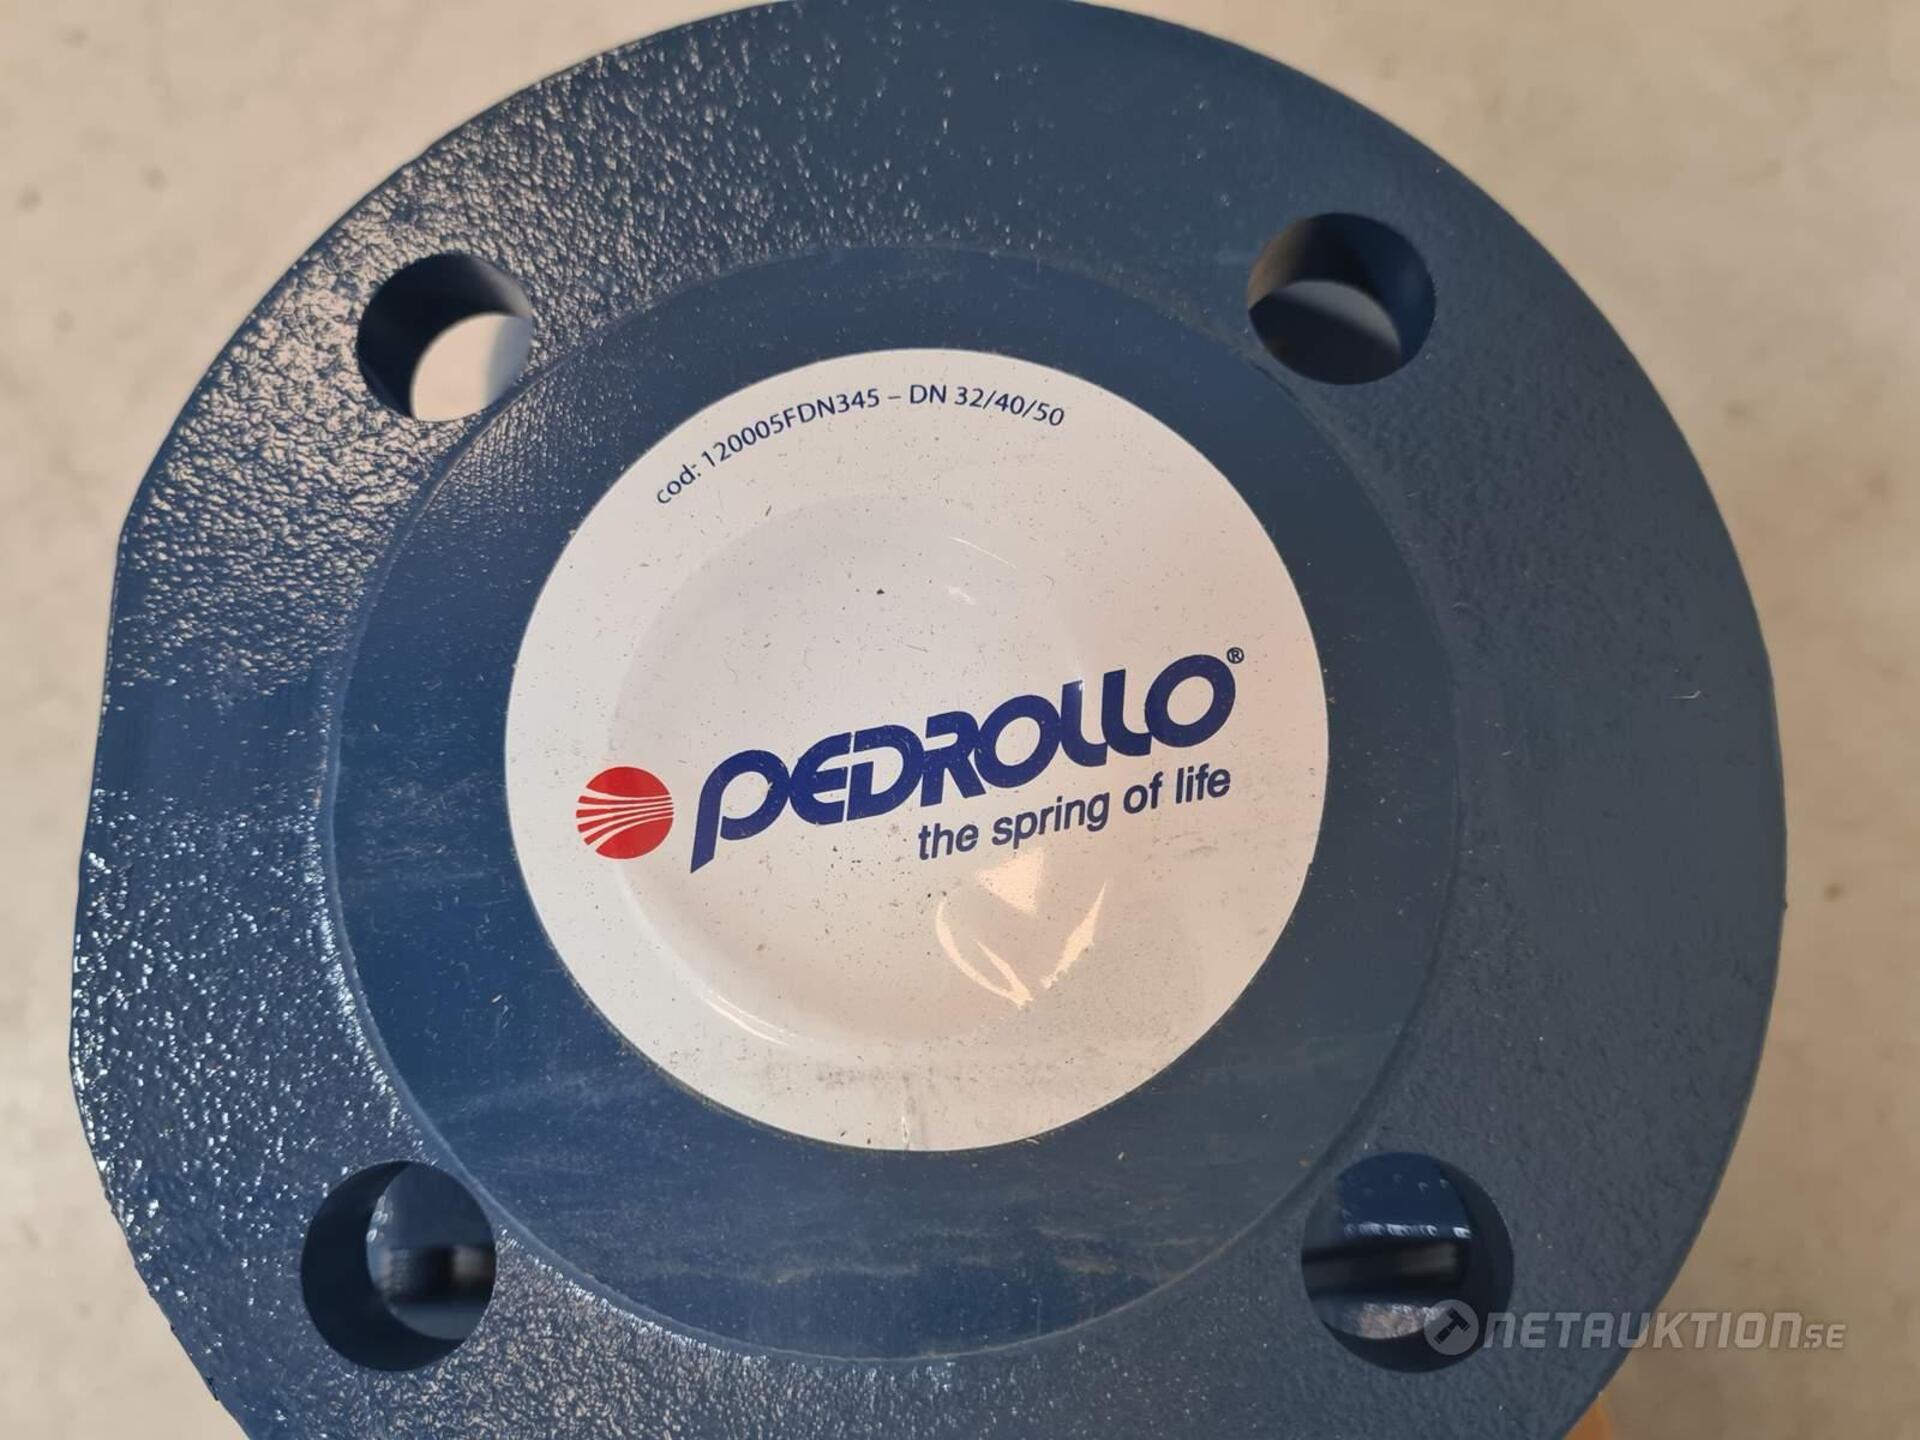 cod: 120005FDN345 – DN 32/40/50
PEDROLLO®
the spring of life
NETAUKTION.SE